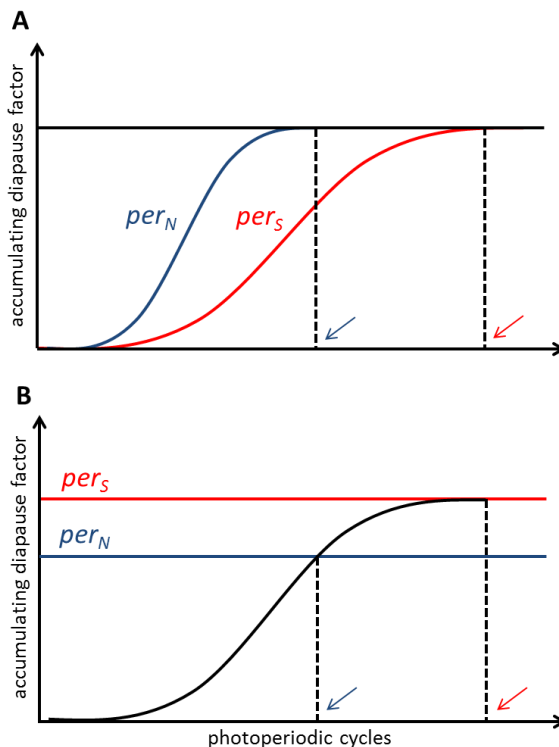 A
accumulating diapause factor
per_N
per_S
B
accumulating diapause factor
per_S
per_N
photoperiodic cycles